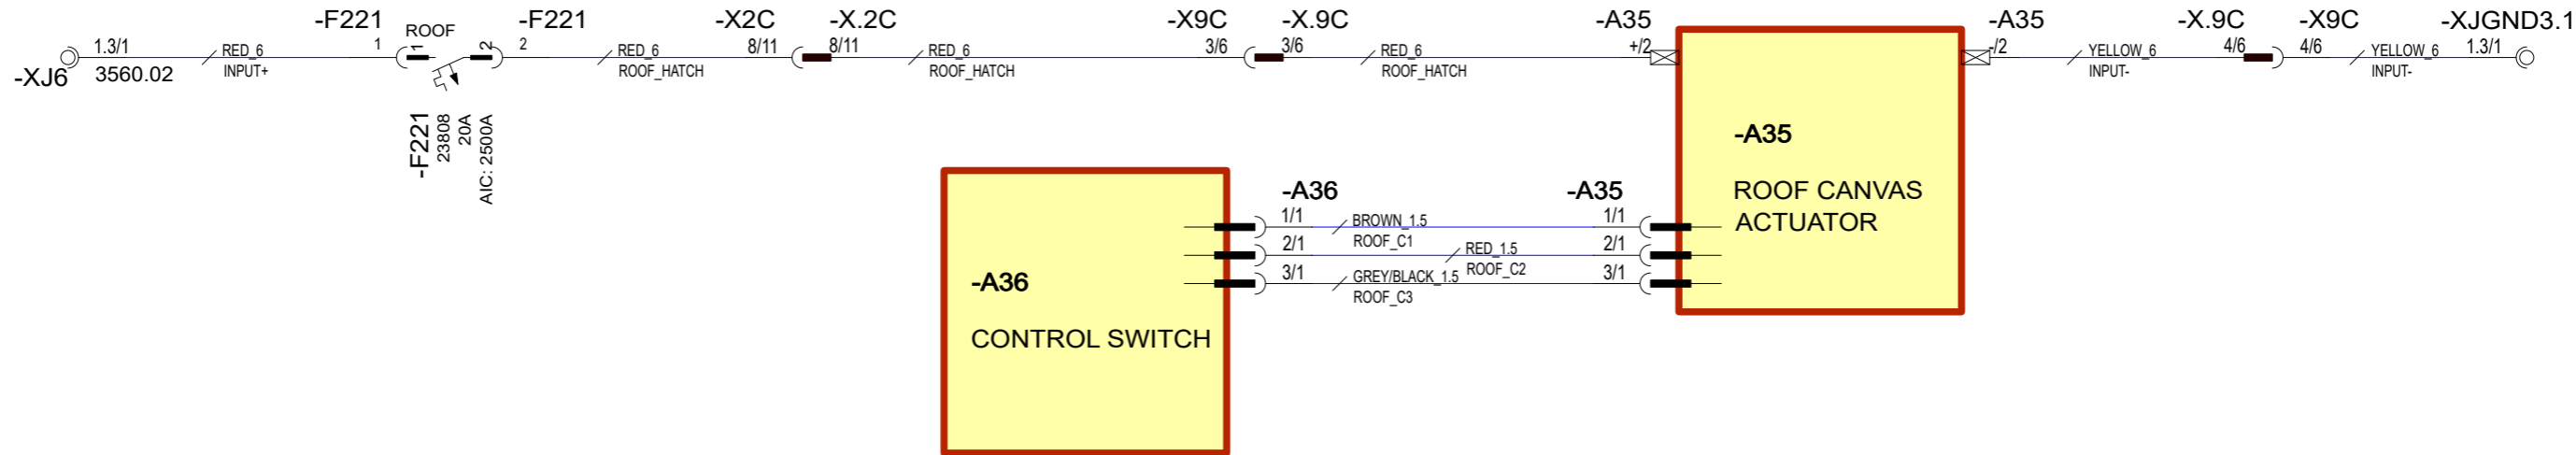 -F221 ROOF -F221 -X2C -X.2C -X9C -X.9C -A35 -A35 -X.9C -X9C -XJGND3.1
1.3/1 RED_6 1 1 2 2 RED_6 8/11 8/11 RED_6 3/6 3/6 RED_6 +/2 -/2 YELLOW_6 4/6 4/6 YELLOW_6 1.3/1
-XJ6 3560.02 INPUT+ ROOF_HATCH ROOF_HATCH ROOF_HATCH INPUT- INPUT-
-F221
23808
20A
AIC: 2500A
-A35
ROOF CANVAS
ACTUATOR
-A36 -A35
1/1 BROWN_1.5 1/1
ROOF_C1
2/1 RED_1.5 2/1
ROOF_C2
3/1 GREY/BLACK_1.5 3/1
ROOF_C3
-A36
CONTROL SWITCH